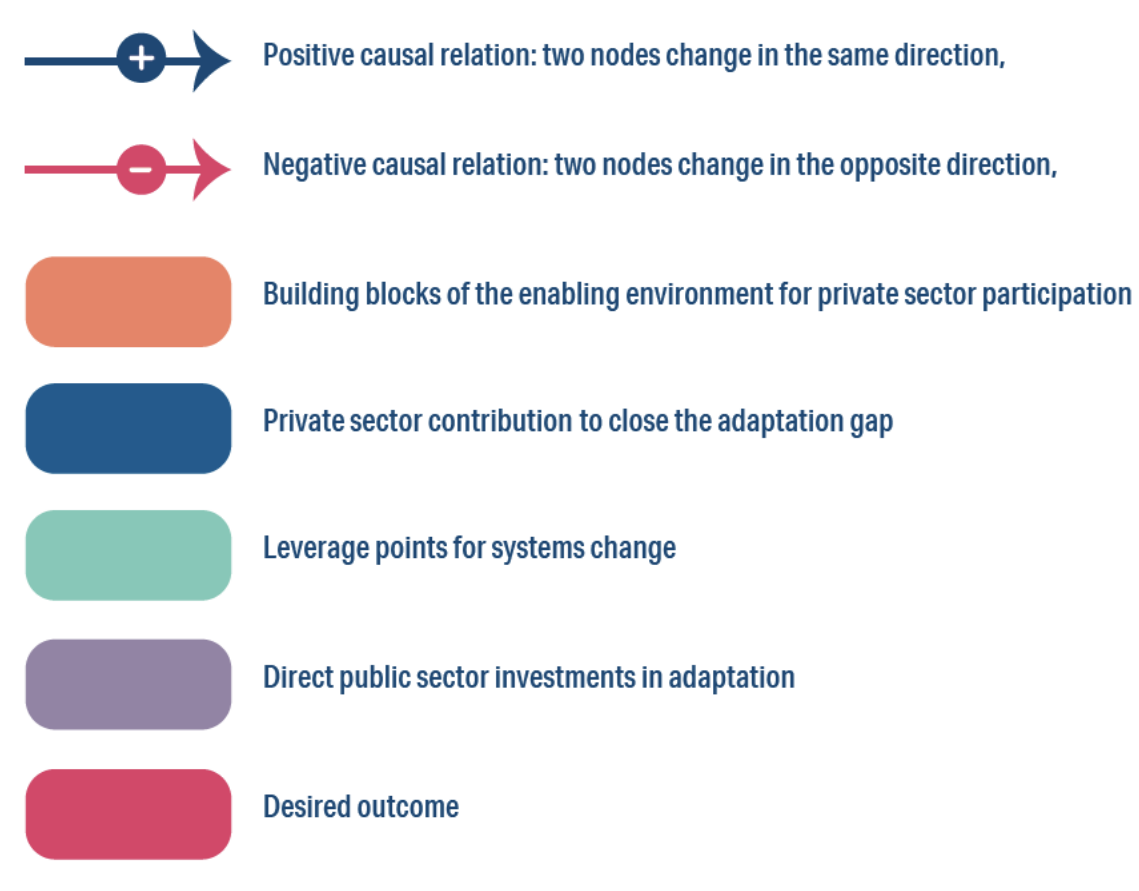 + Positive causal relation: two nodes change in the same direction,
− Negative causal relation: two nodes change in the opposite direction,
Building blocks of the enabling environment for private sector participation
Private sector contribution to close the adaptation gap
Leverage points for systems change
Direct public sector investments in adaptation
Desired outcome